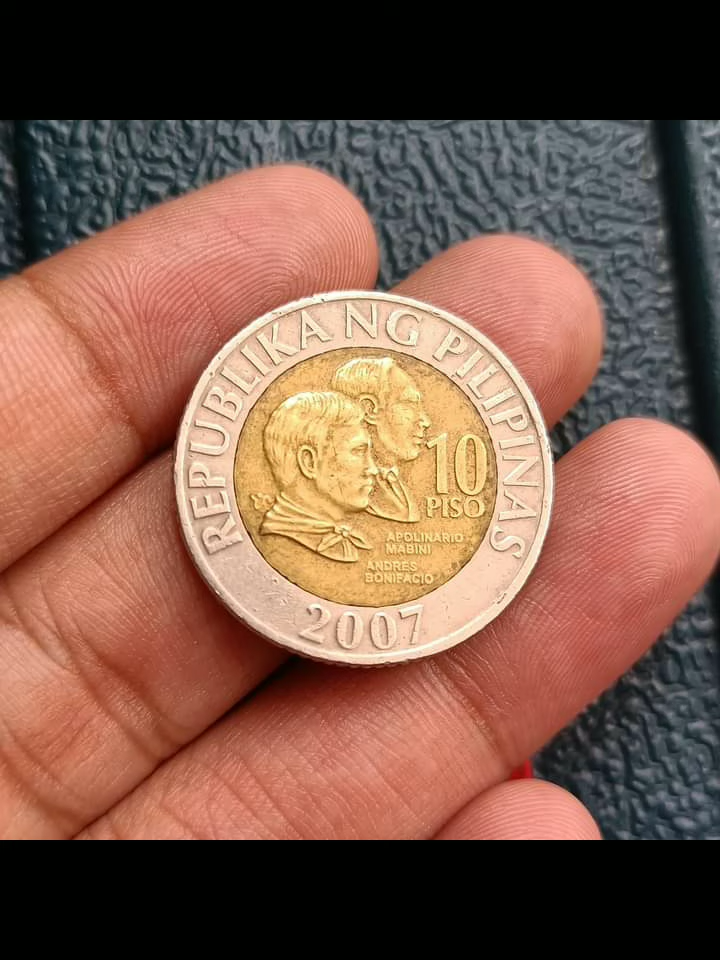 REPUBLIKA NG PILIPINAS
10
PISO
APOLINARIO
MABINI
ANDRES
BONIFACIO
2007